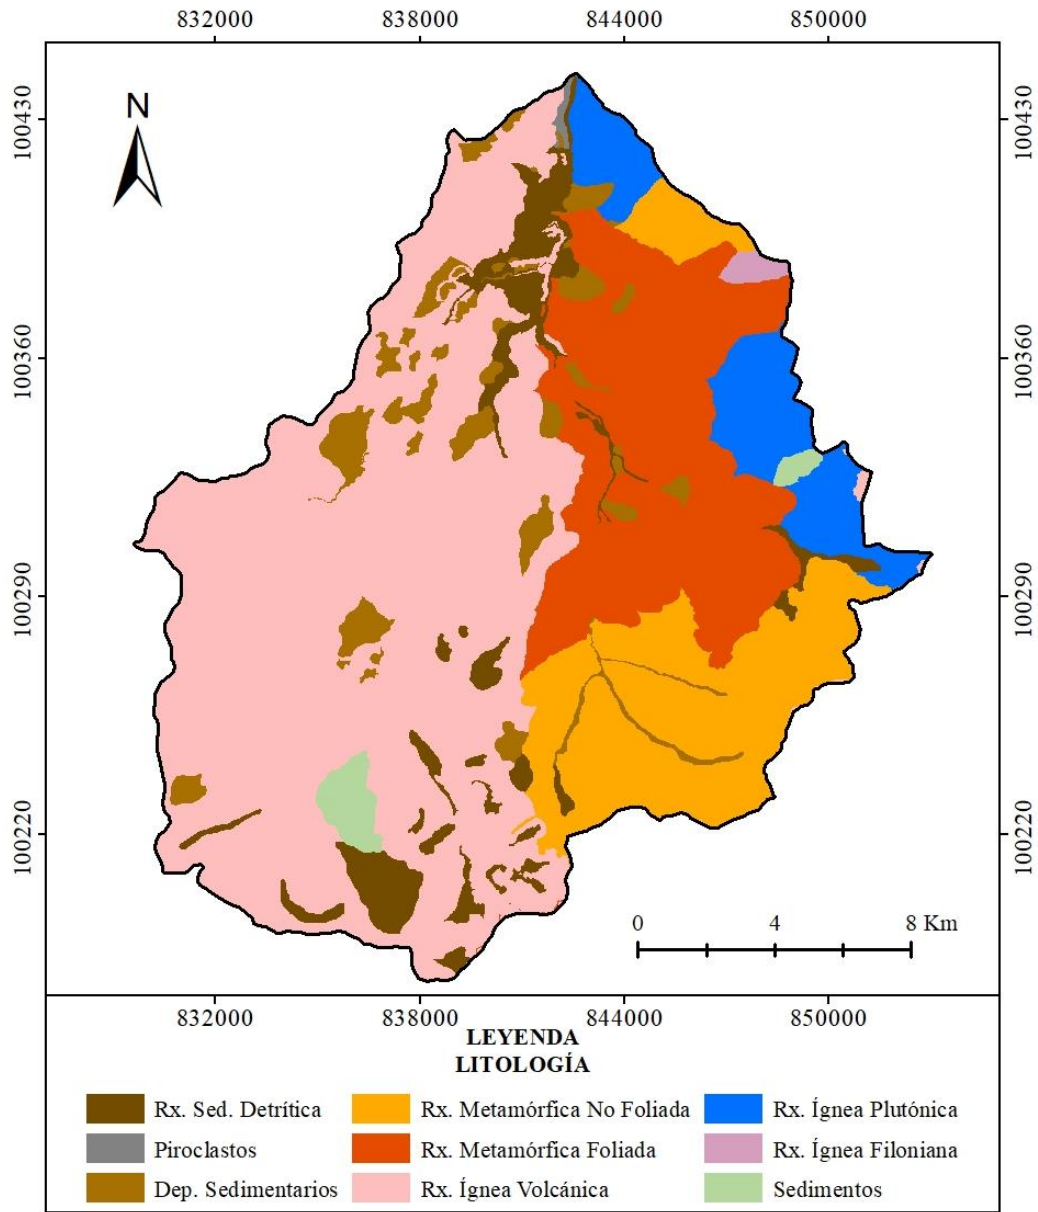 832000 838000 844000 850000
N
100430 100430
100360 100360
100290 100290
100220 100220
0 4 8 Km
832000 838000 844000 850000
LEYENDA
LITOLOGÍA
Rx. Sed. Detrítica Rx. Metamórfica No Foliada Rx. Ígnea Plutónica
Piroclastos Rx. Metamórfica Foliada Rx. Ígnea Filoniana
Dep. Sedimentarios Rx. Ígnea Volcánica Sedimentos